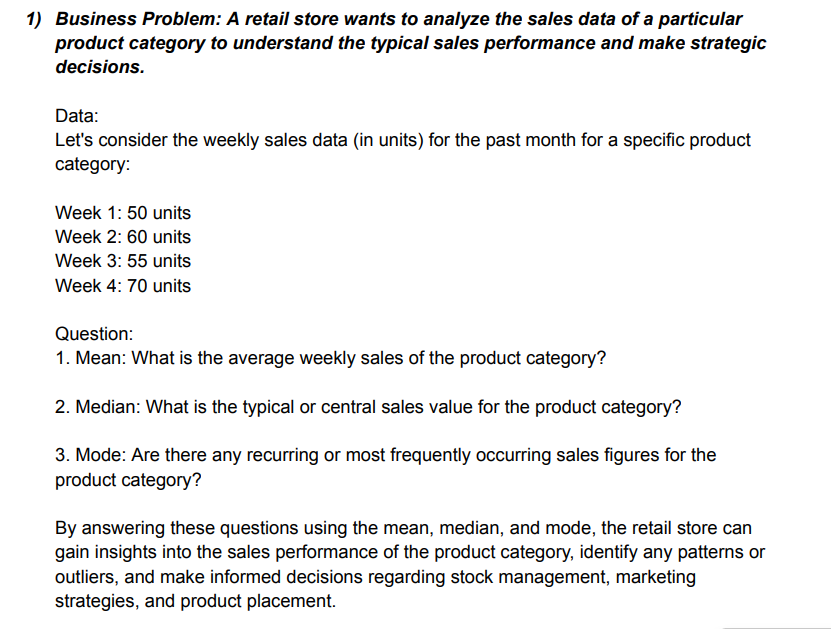 1) Business Problem: A retail store wants to analyze the sales data of a particular
product category to understand the typical sales performance and make strategic
decisions.
Data:
Let's consider the weekly sales data (in units) for the past month for a specific product
category:
Week 1: 50 units
Week 2: 60 units
Week 3: 55 units
Week 4: 70 units
Question:
1. Mean: What is the average weekly sales of the product category?
2. Median: What is the typical or central sales value for the product category?
3. Mode: Are there any recurring or most frequently occurring sales figures for the
product category?
By answering these questions using the mean, median, and mode, the retail store can
gain insights into the sales performance of the product category, identify any patterns or
outliers, and make informed decisions regarding stock management, marketing
strategies, and product placement.